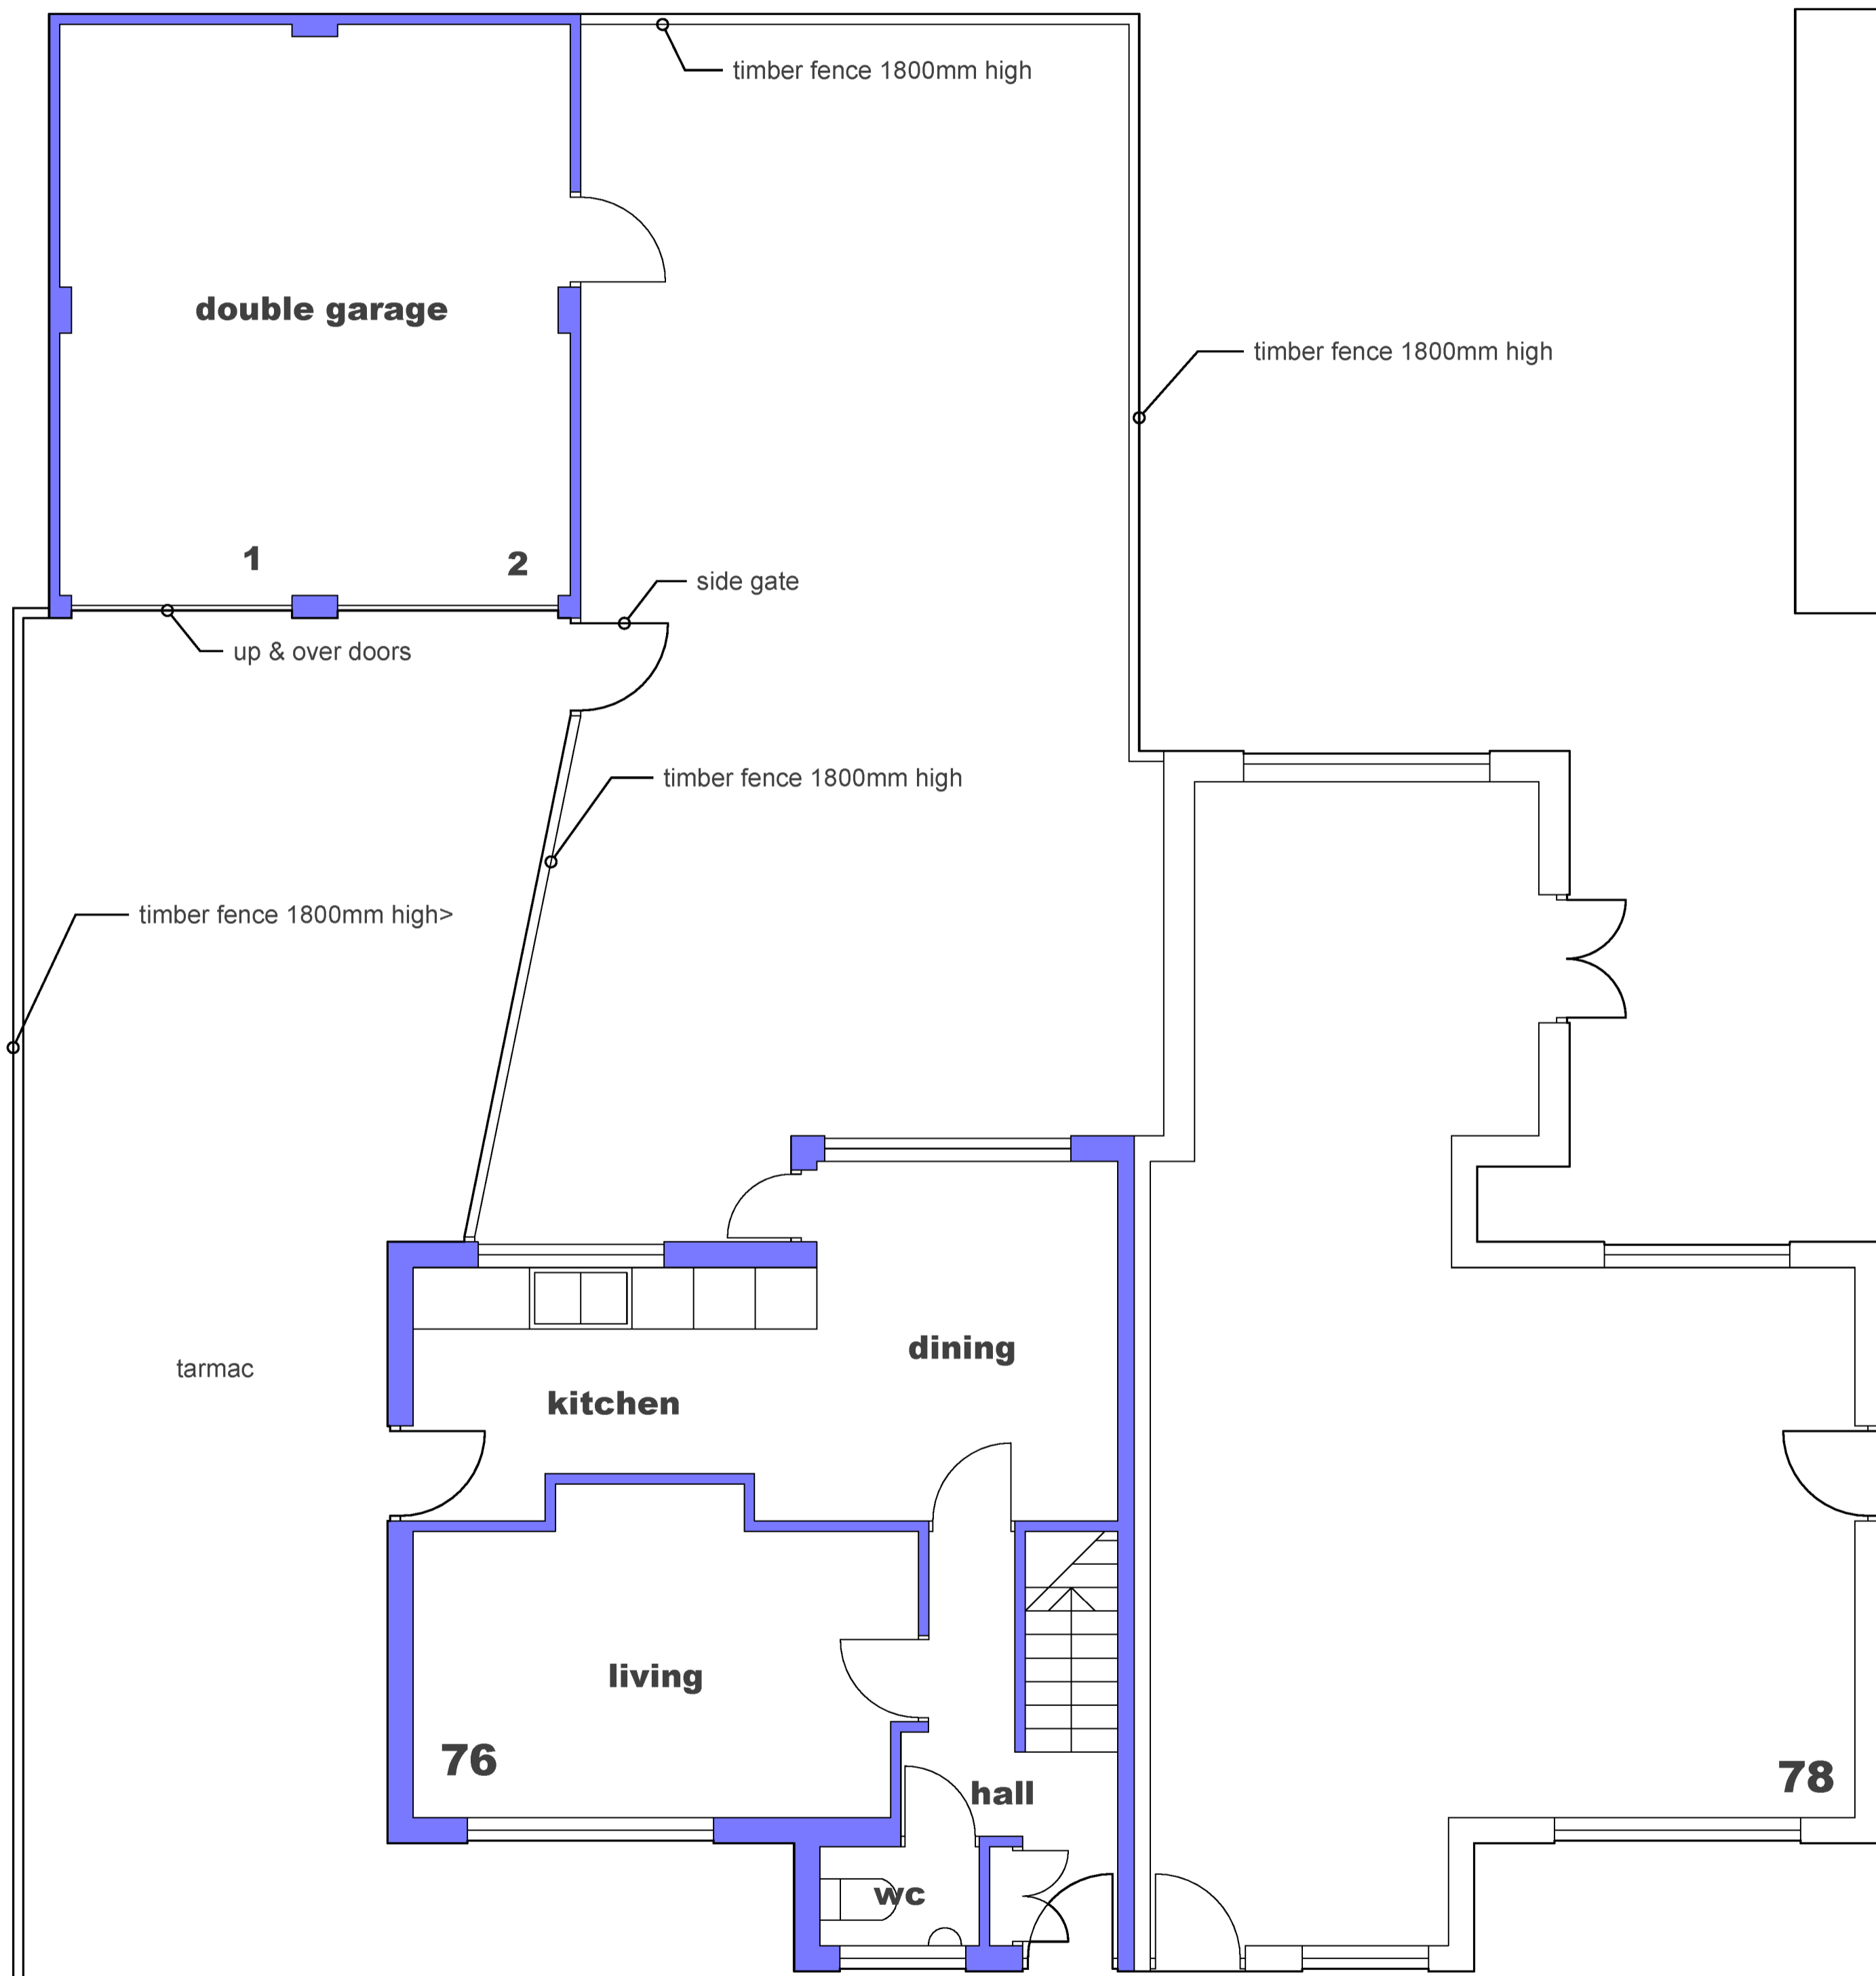 timber fence 1800mm high
double garage
timber fence 1800mm high
1
2
side gate
up & over doors
timber fence 1800mm high
timber fence 1800mm high>
dining
tarmac
kitchen
living
76
78
hall
wc